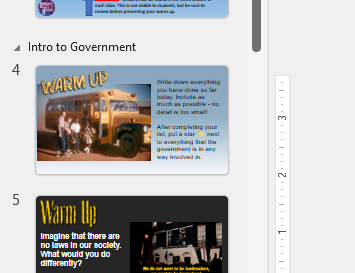 each slide. This is not visible to students, but be sure to
review before presenting your warm up.
Intro to Government
4
WARM UP
Write down everything
you have done so far
today. Include as
much as possible - no
detail is too small!
After completing your
list, put a star ⭐ next
to everything that the
government is in any
way involved in.
5
Warm Up
Imagine that there are
no laws in our society.
What would you do
differently?
We do not want to be lawbreakers,
3
2
1